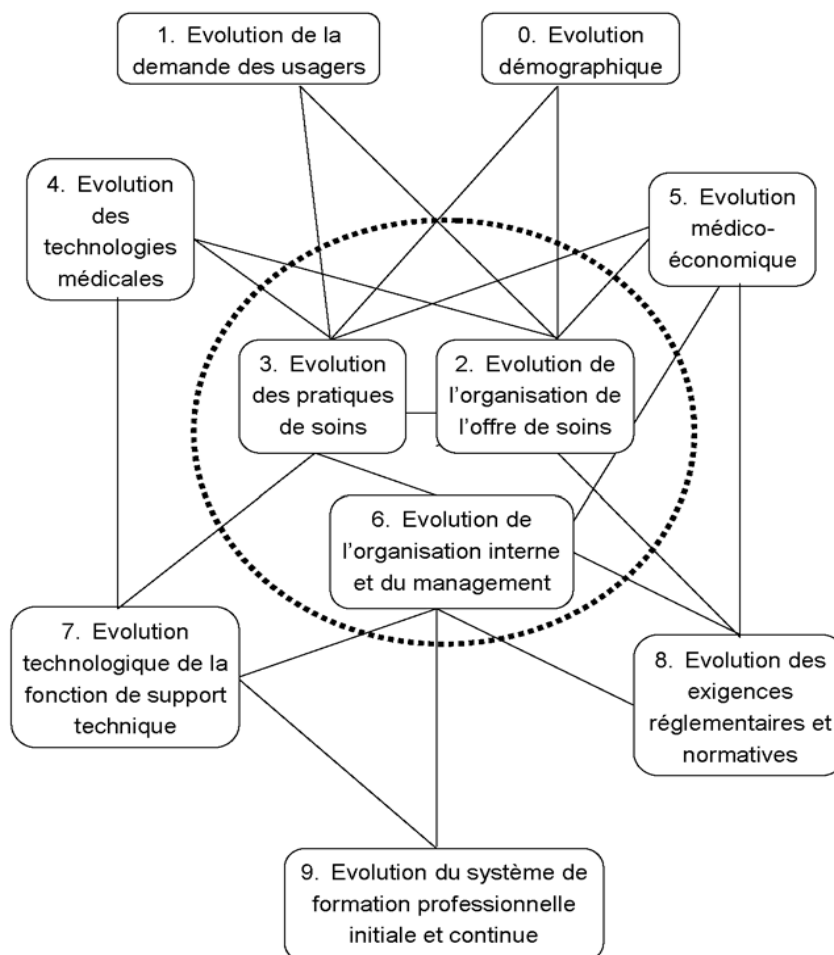 1. Evolution de la
demande des usagers
0. Evolution
démographique
4. Evolution
des
technologies
médicales
5. Evolution
médico-
économique
3. Evolution
des pratiques
de soins
2. Evolution de
l'organisation de
l'offre de soins
6. Evolution de
l'organisation interne
et du management
7. Evolution
technologique de la
fonction de support
technique
8. Evolution des
exigences
réglementaires et
normatives
9. Evolution du système de
formation professionnelle
initiale et continue